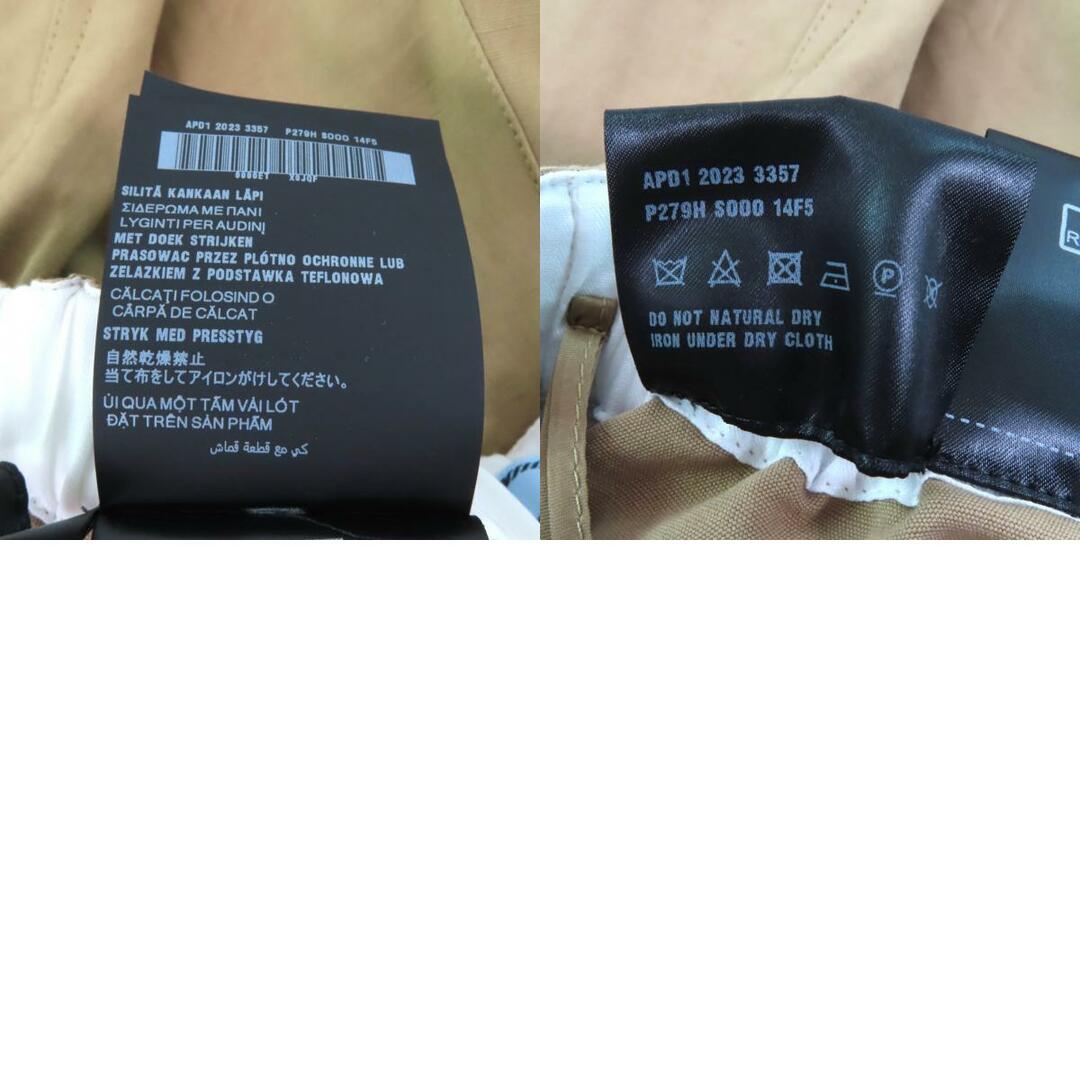 APD1 2023 3357 P279H S000 14F5
SILITÄ KANKAAN LÄPI
ΣΙΔΕΡΩΜΑ ΜΕ ΠΑΝΙ
LYGINTI PER AUDINĮ
MET DOEK STRIJKEN
PRASOWAC PRZEZ PLÓTNO OCHRONNE LUB
ZELAZKIEM Z PODSTAWKA TEFLONOWA
CĂLCAȚI FOLOSIND O
CÂRPĂ DE CĂLCAT
STRYK MED PRESSTYG
自然乾燥禁止
当て布をしてアイロンがけしてください。
ỦI QUA MỘT TẤM VẢI LÓT
ĐẶT TRÊN SẢN PHẨM
كي مع قطعة قماش
APD1 2023 3357
P279H S000 14F5
P
DO NOT NATURAL DRY
IRON UNDER DRY CLOTH
R